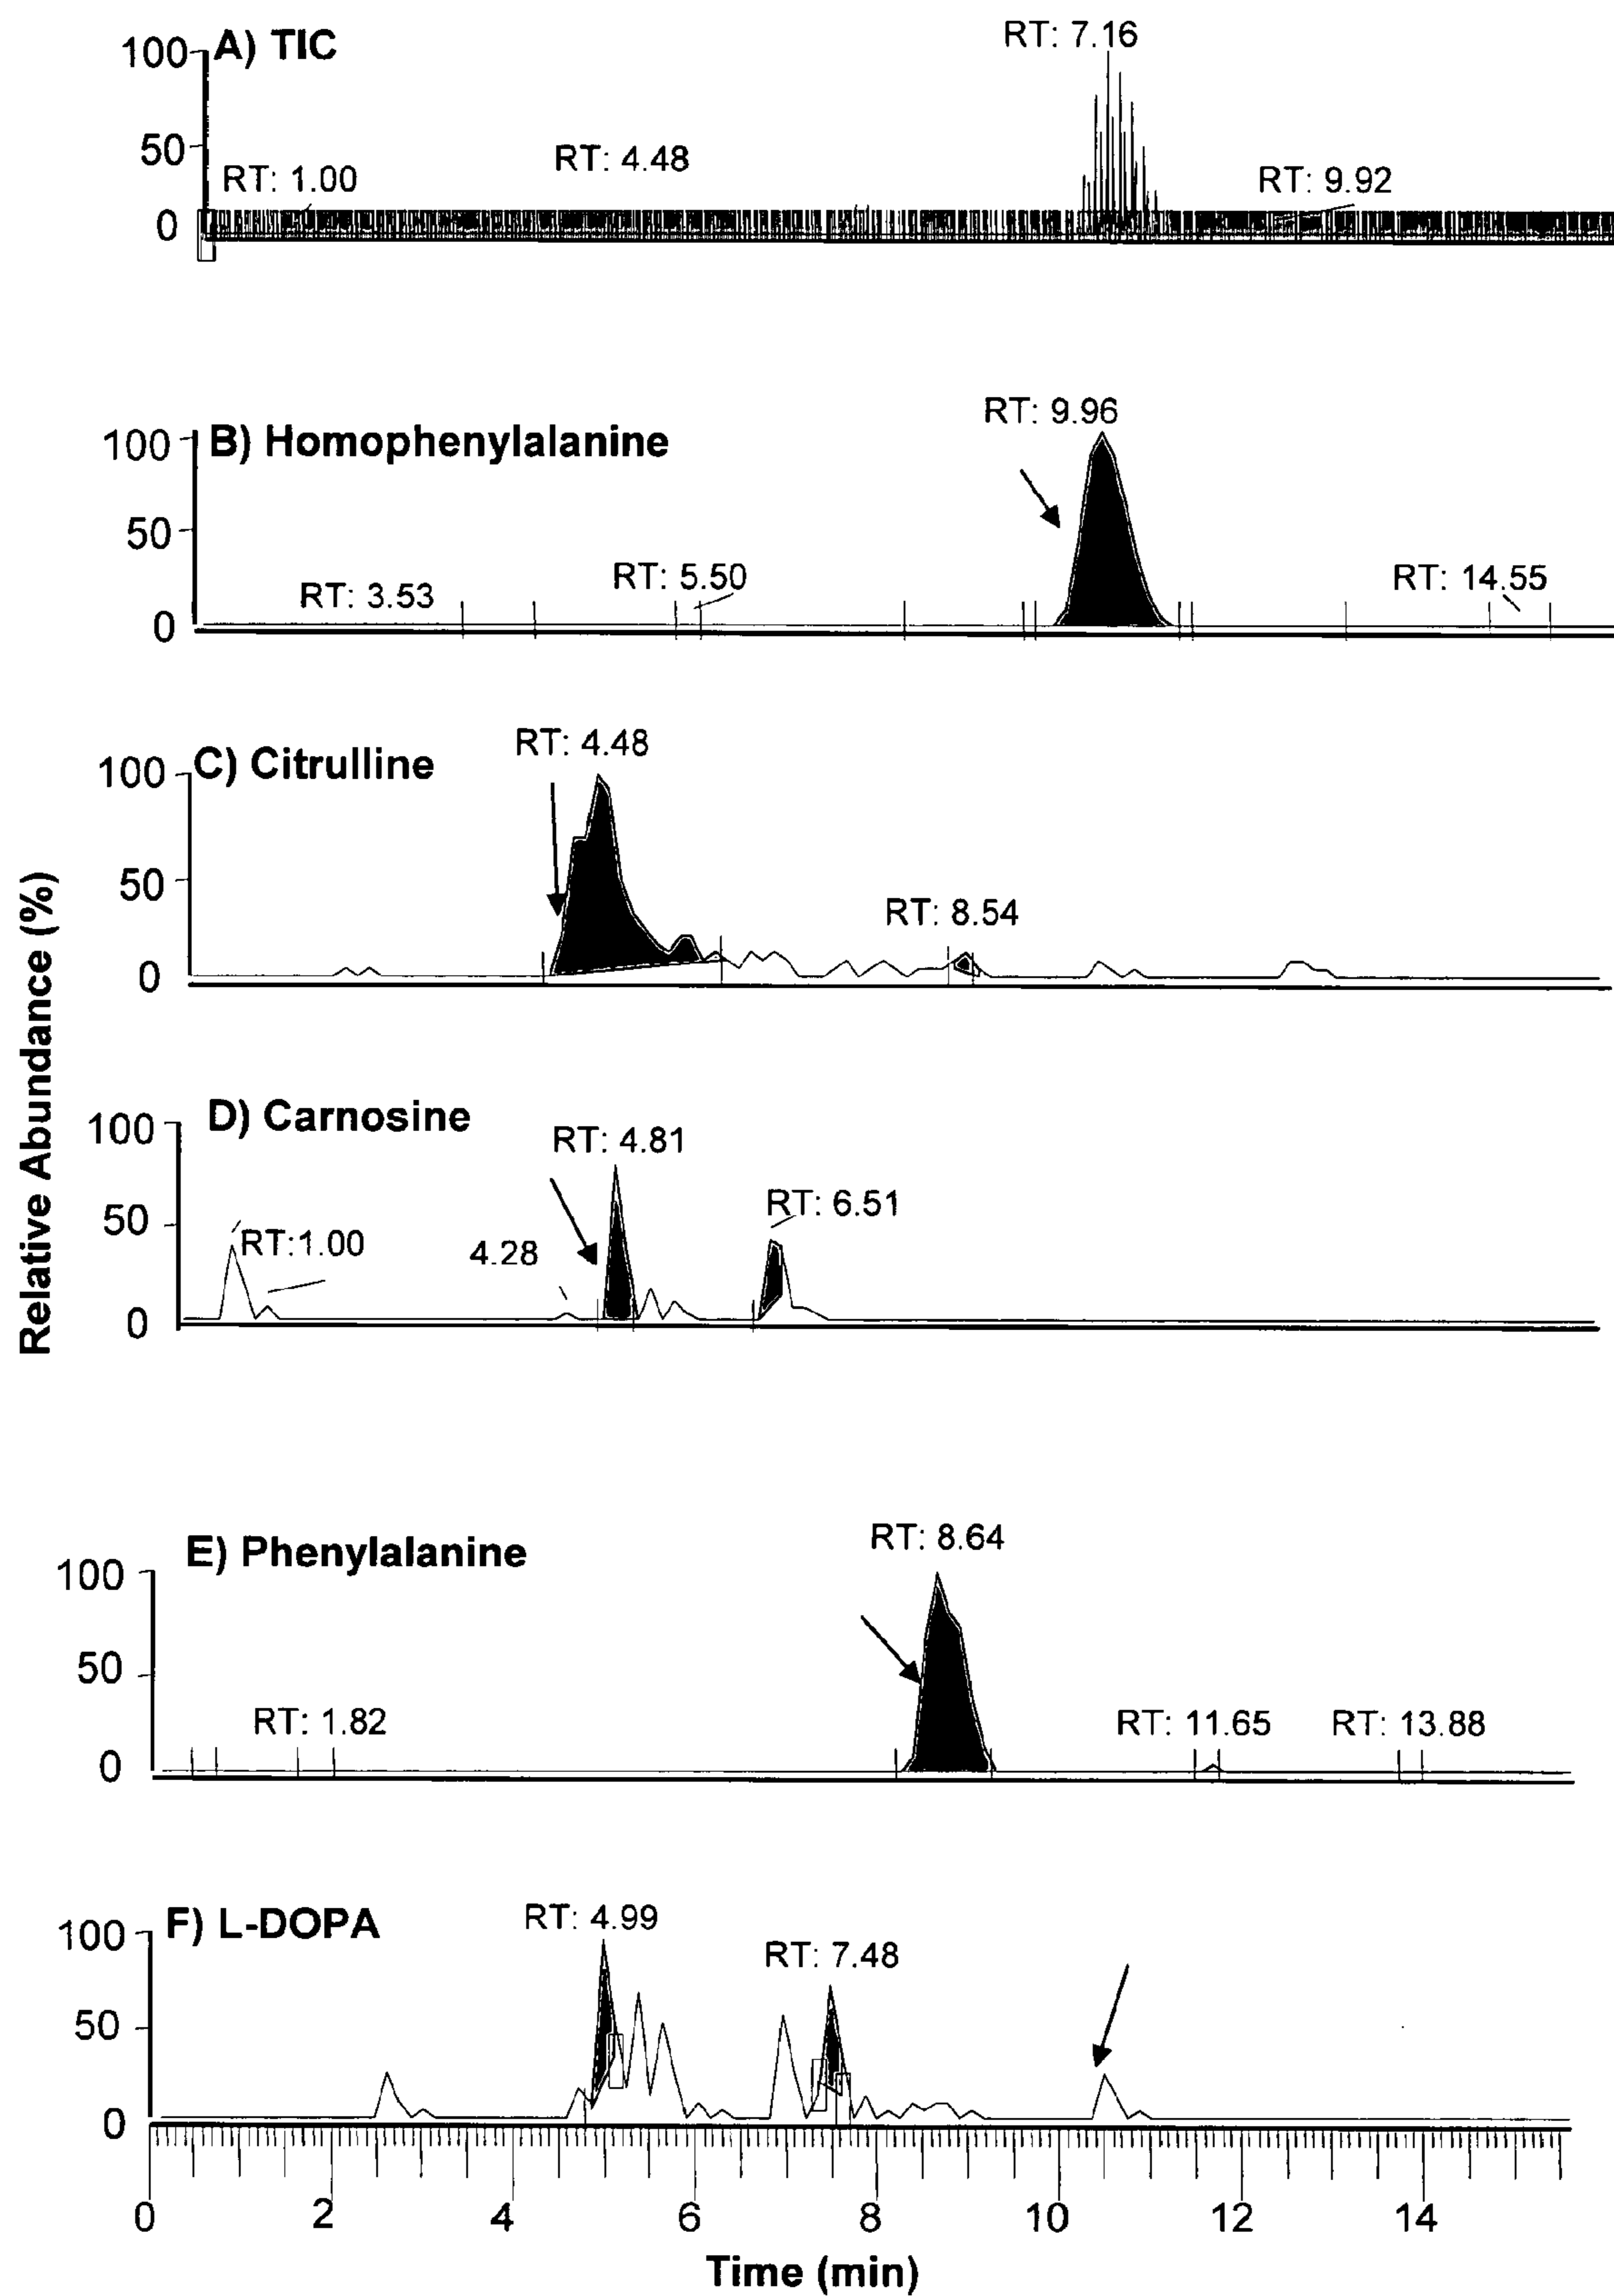 A) TIC
RT: 7.16
100
50
0
RT: 1.00
RT: 4.48
RT: 9.92
B) Homophenylalanine
RT: 9.96
100
50
0
RT: 3.53
RT: 5.50
RT: 14.55
C) Citrulline
RT: 4.48
100
50
0
RT: 8.54
D) Carnosine
RT: 4.81
100
50
0
RT:1.00
4.28
RT: 6.51
E) Phenylalanine
RT: 8.64
100
50
0
RT: 1.82
RT: 11.65
RT: 13.88
F) L-DOPA
RT: 4.99
RT: 7.48
100
50
0
0 2 4 6 8 10 12 14
Time (min)
Relative Abundance (%)